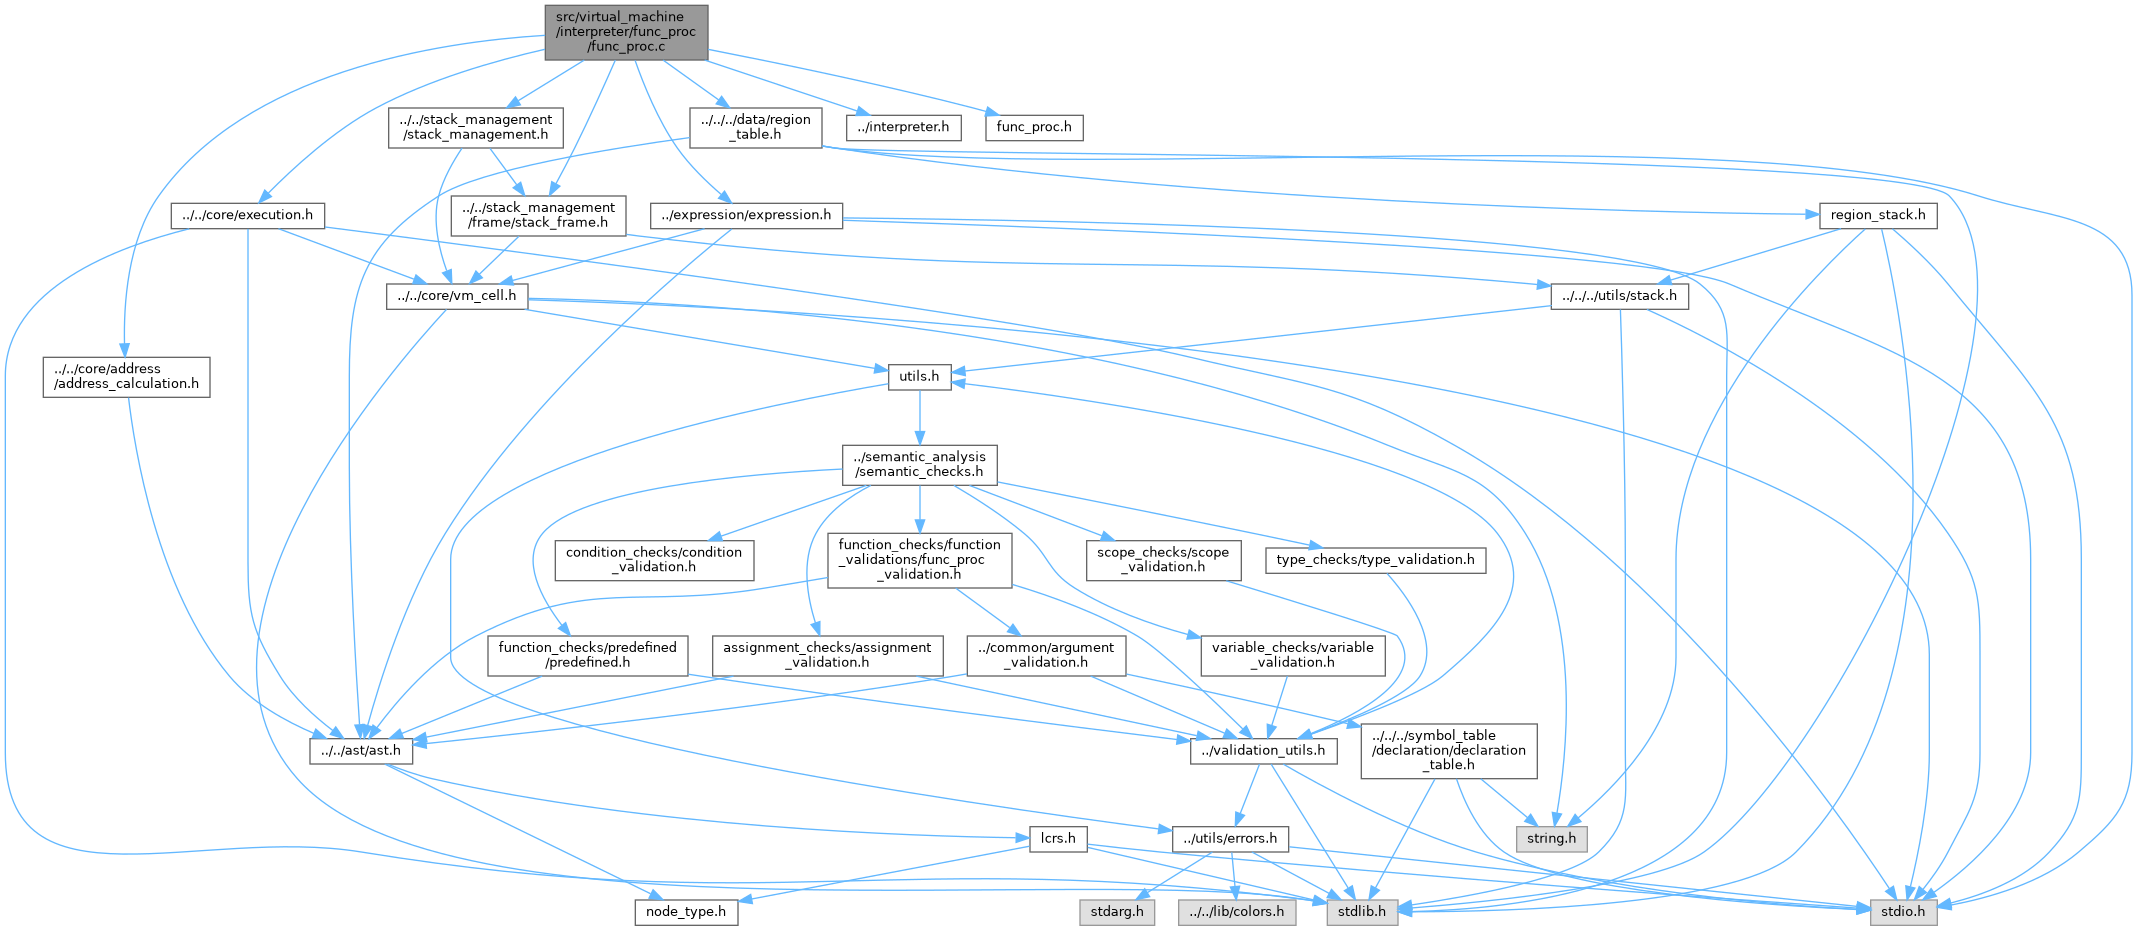 src/virtual_machine
/interpreter/func_proc
/func_proc.c
../../stack_management
/stack_management.h
../../../data/region
_table.h
../interpreter.h
func_proc.h
../../core/execution.h
../../stack_management
/frame/stack_frame.h
../expression/expression.h
region_stack.h
../../core/vm_cell.h
../../../utils/stack.h
../../core/address
/address_calculation.h
utils.h
../semantic_analysis
/semantic_checks.h
condition_checks/condition
_validation.h
function_checks/function
_validations/func_proc
_validation.h
scope_checks/scope
_validation.h
type_checks/type_validation.h
function_checks/predefined
/predefined.h
assignment_checks/assignment
_validation.h
../common/argument
_validation.h
variable_checks/variable
_validation.h
../../ast/ast.h
../validation_utils.h
../../../symbol_table
/declaration/declaration
_table.h
lcrs.h
../utils/errors.h
string.h
node_type.h
stdarg.h
../../lib/colors.h
stdlib.h
stdio.h